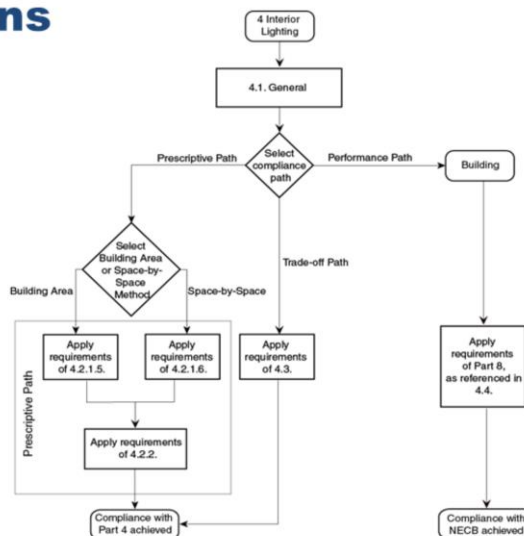 ns
4 Interior
Lighting
4.1. General
Select
compliance
path
Prescriptive Path
Performance Path
Building
Trade-off Path
Select
Building Area
or Space-by-
Space
Method
Building Area
Space-by-Space
Prescriptive Path
Apply
requirements
of 4.2.1.5.
Apply
requirements
of 4.2.1.6.
Apply
requirements
of 4.3.
Apply
requirements
of Part 8,
as referenced in
4.4.
Apply requirements
of 4.2.2.
Compliance with
Part 4 achieved
Compliance with
NECB achieved